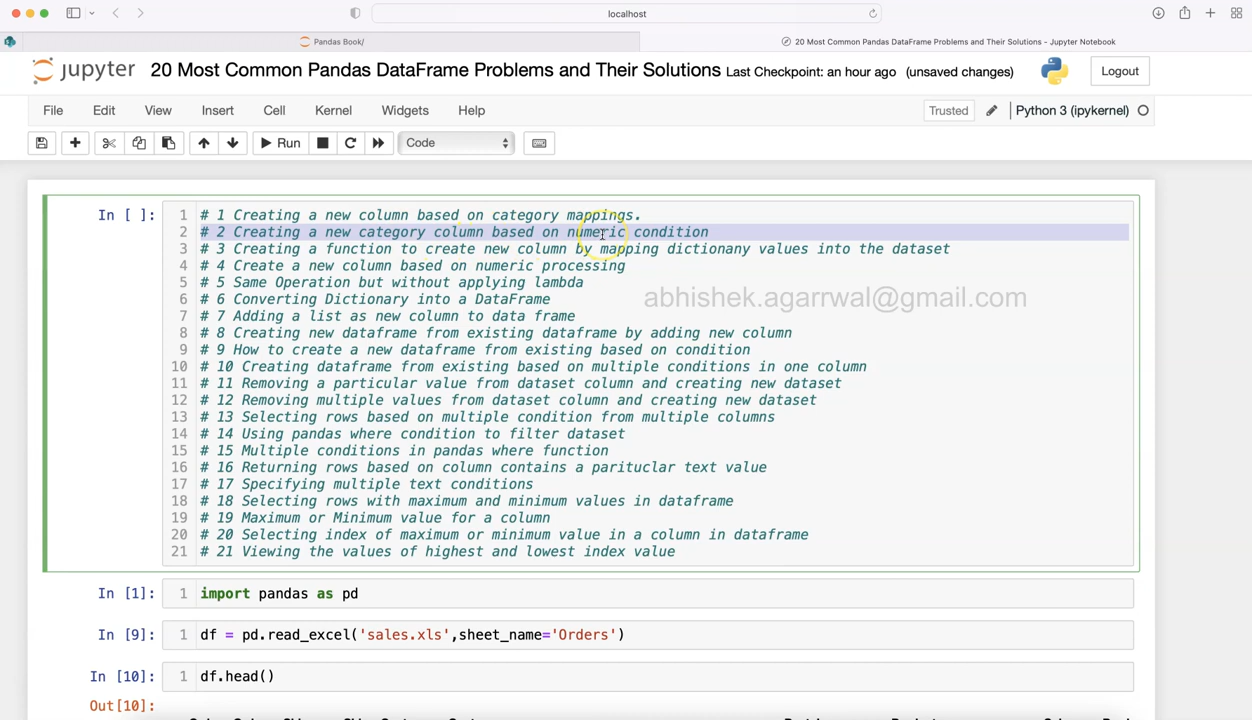 localhost
Pandas Book/
20 Most Common Pandas DataFrame Problems and Their Solutions - Jupyter Notebook
jupyter 20 Most Common Pandas DataFrame Problems and Their Solutions Last Checkpoint: an hour ago (unsaved changes) Logout
File Edit View Insert Cell Kernel Widgets Help Trusted Python 3 (ipykernel)
Run Code
In [ ]: 1 # 1 Creating a new column based on category mappings.
2 # 2 Creating a new category column based on numeric condition
3 # 3 Creating a function to create new column by mapping dictionany values into the dataset
4 # 4 Create a new column based on numeric processing
5 # 5 Same Operation but without applying lambda
6 # 6 Converting Dictionary into a DataFrame
abhishek.agarrwal@gmail.com
7 # 7 Adding a list as new column to data frame
8 # 8 Creating new dataframe from existing dataframe by adding new column
9 # 9 How to create a new dataframe from existing based on condition
10 # 10 Creating dataframe from existing based on multiple conditions in one column
11 # 11 Removing a particular value from dataset column and creating new dataset
12 # 12 Removing multiple values from dataset column and creating new dataset
13 # 13 Selecting rows based on multiple condition from multiple columns
14 # 14 Using pandas where condition to filter dataset
15 # 15 Multiple conditions in pandas where function
16 # 16 Returning rows based on column contains a parituclar text value
17 # 17 Specifying multiple text conditions
18 # 18 Selecting rows with maximum and minimum values in dataframe
19 # 19 Maximum or Minimum value for a column
20 # 20 Selecting index of maximum or minimum value in a column in dataframe
21 # 21 Viewing the values of highest and lowest index value
In [1]: 1 import pandas as pd
In [9]: 1 df = pd.read_excel('sales.xls',sheet_name='Orders')
In [10]: 1 df.head()
Out[10]: